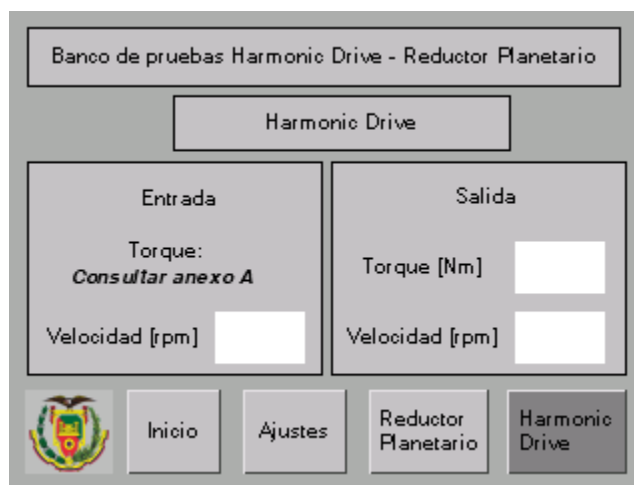 Banco de pruebas Harmonic Drive - Reductor Planetario
Harmonic Drive
Entrada
Torque:
Consultar anexo A
Velocidad [rpm]
Salida
Torque [Nm]
Velocidad [rpm]
Inicio
Ajustes
Reductor
Planetario
Harmonic
Drive